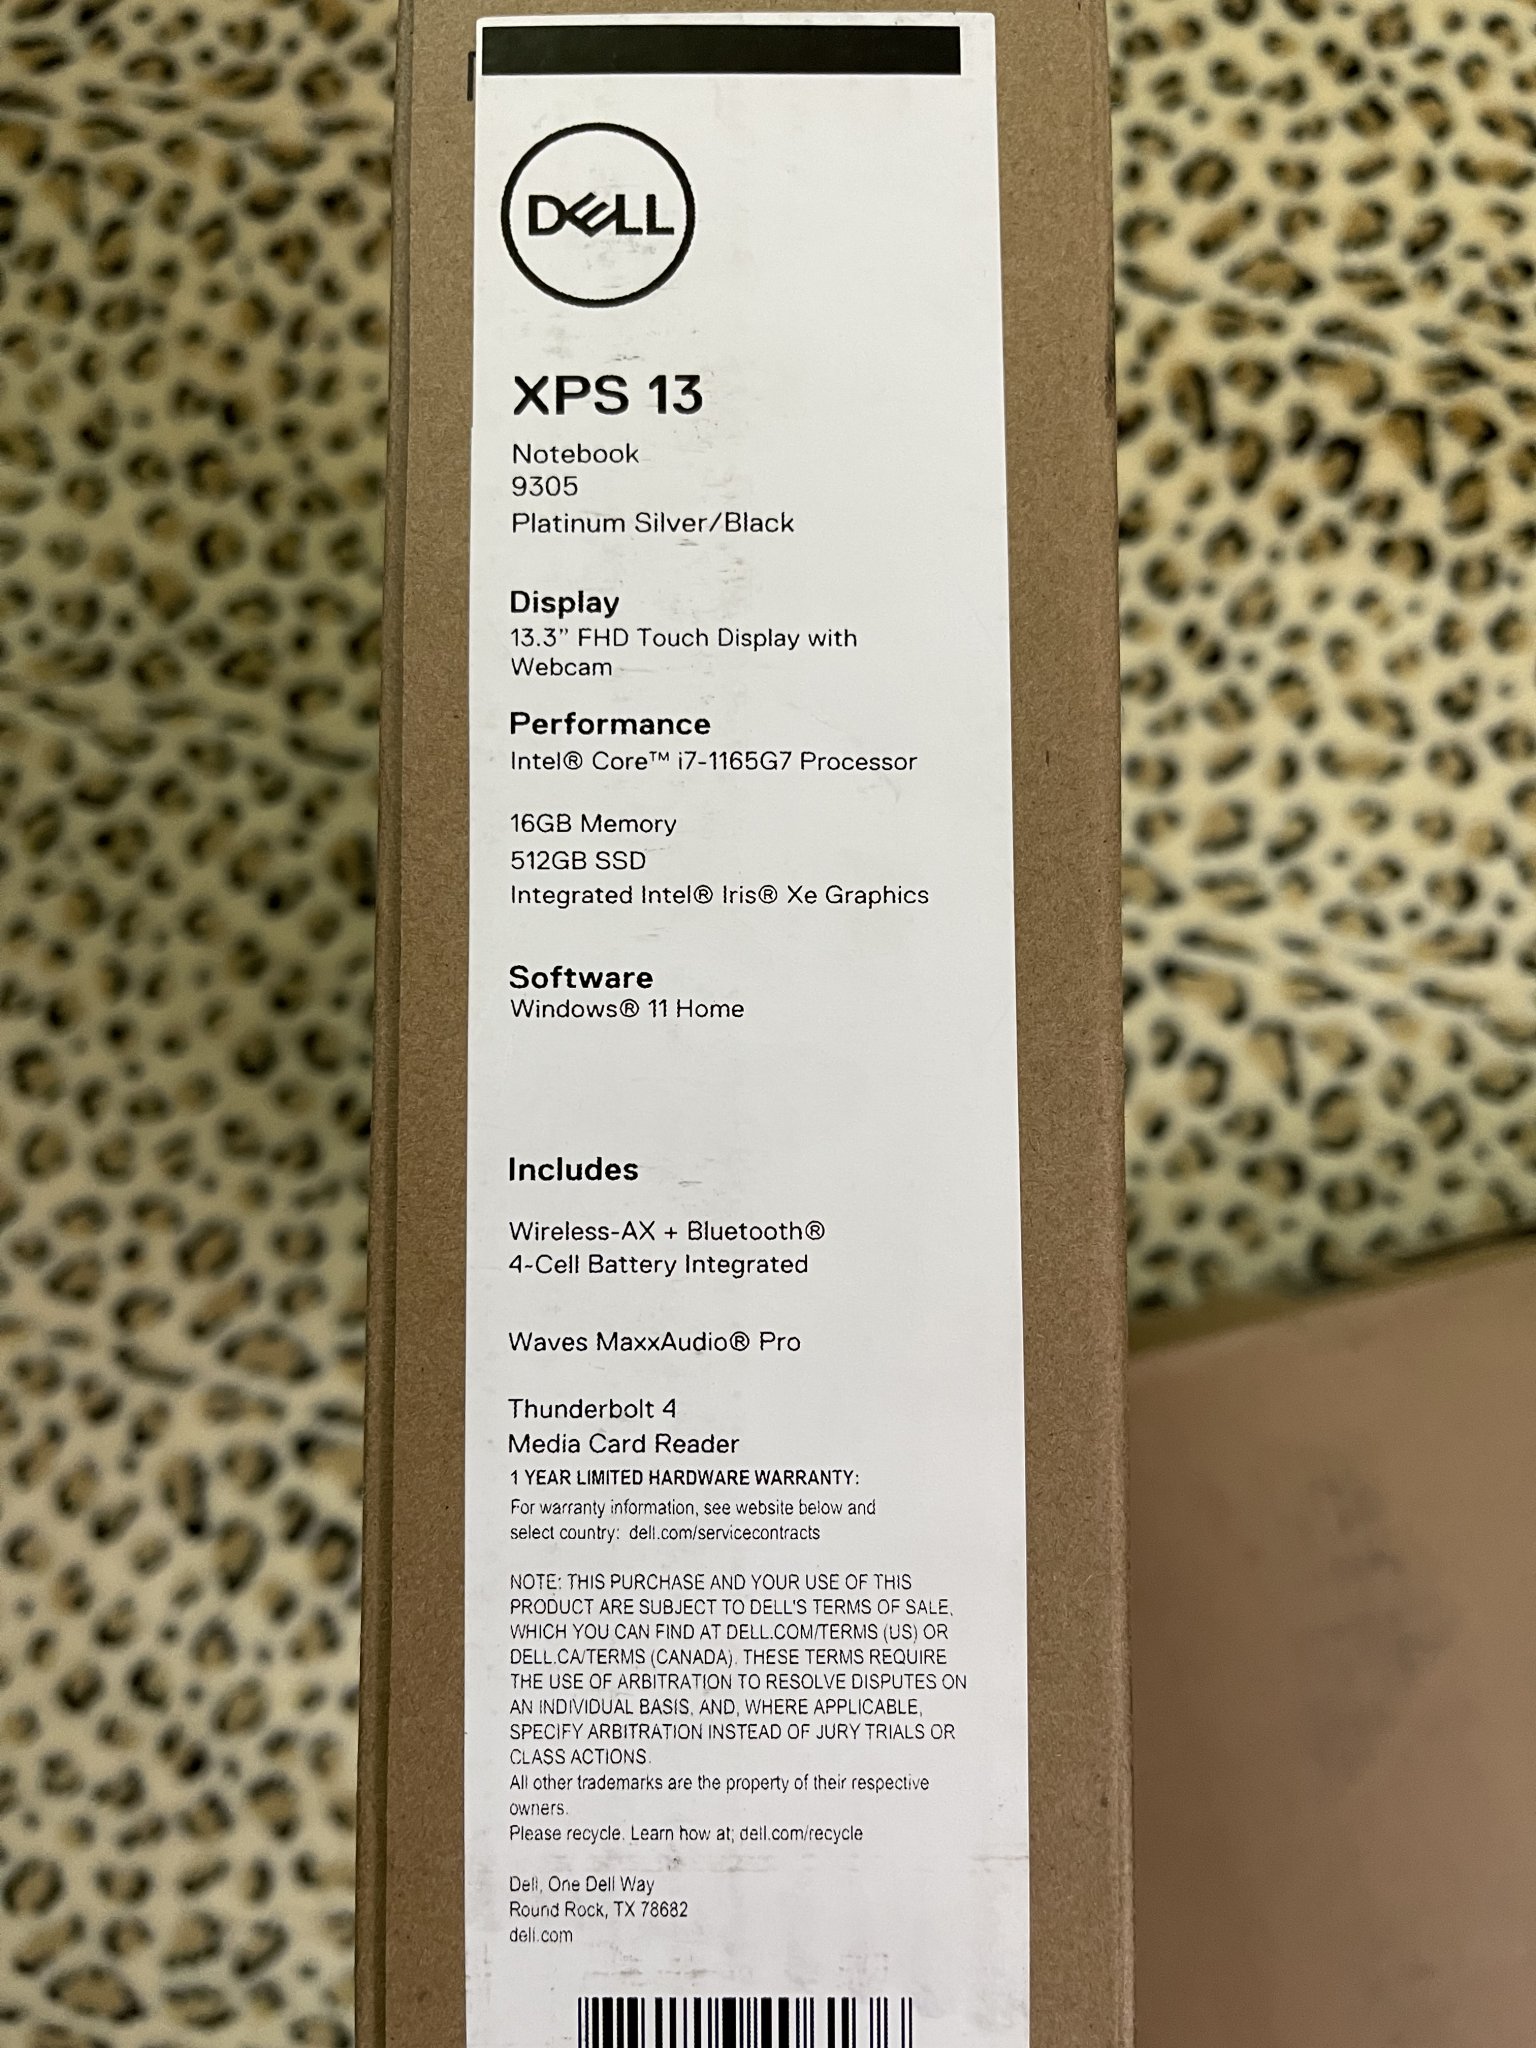 DELL
XPS 13
Notebook
9305
Platinum Silver/Black
Display
13.3” FHD Touch Display with
Webcam
Performance
Intel® Core™ i7-1165G7 Processor
16GB Memory
512GB SSD
Integrated Intel® Iris® Xe Graphics
Software
Windows® 11 Home
Includes
Wireless-AX + Bluetooth®
4-Cell Battery Integrated
Waves MaxxAudio® Pro
Thunderbolt 4
Media Card Reader
1 YEAR LIMITED HARDWARE WARRANTY:
For warranty information, see website below and
select country: dell.com/servicecontracts
NOTE: THIS PURCHASE AND YOUR USE OF THIS
PRODUCT ARE SUBJECT TO DELL'S TERMS OF SALE,
WHICH YOU CAN FIND AT DELL.COM/TERMS (US) OR
DELL.CA/TERMS (CANADA). THESE TERMS REQUIRE
THE USE OF ARBITRATION TO RESOLVE DISPUTES ON
AN INDIVIDUAL BASIS, AND, WHERE APPLICABLE,
SPECIFY ARBITRATION INSTEAD OF JURY TRIALS OR
CLASS ACTIONS.
All other trademarks are the property of their respective
owners.
Please recycle. Learn how at; dell.com/recycle
Dell, One Dell Way
Round Rock, TX 78682
dell.com